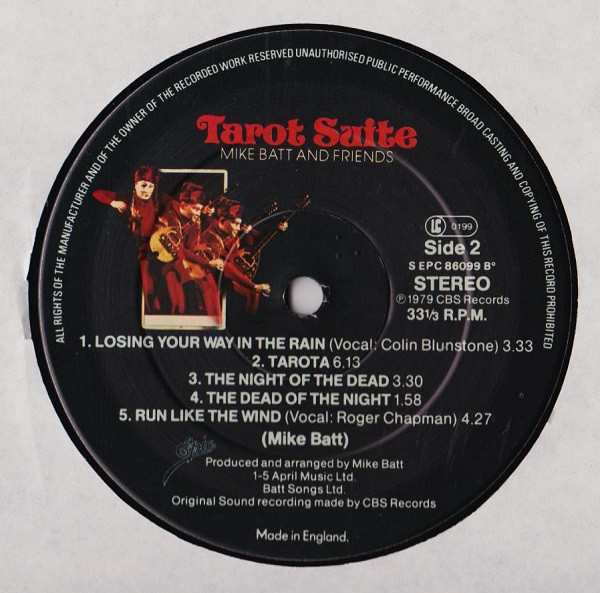 ALL RIGHTS OF THE MANUFACTURER AND OF THE OWNER OF THE RECORDED WORK RESERVED UNAUTHORISED PUBLIC PERFORMANCE BROAD CASTING AND COPYING OF THIS RECORD PROHIBITED
Tarot Suite
MIKE BATT AND FRIENDS
LC 0199
Side 2
S EPC 86099 B°
STEREO
℗ 1979 CBS Records
33 1/3 R.P.M.
1. LOSING YOUR WAY IN THE RAIN (Vocal: Colin Blunstone) 3.33
2. TAROTA 6.13
3. THE NIGHT OF THE DEAD 3.30
4. THE DEAD OF THE NIGHT 1.58
5. RUN LIKE THE WIND (Vocal: Roger Chapman) 4.27
(Mike Batt)
Epic
Produced and arranged by Mike Batt
1-5 April Music Ltd.
Batt Songs Ltd.
Original Sound recording made by CBS Records
Made in England.